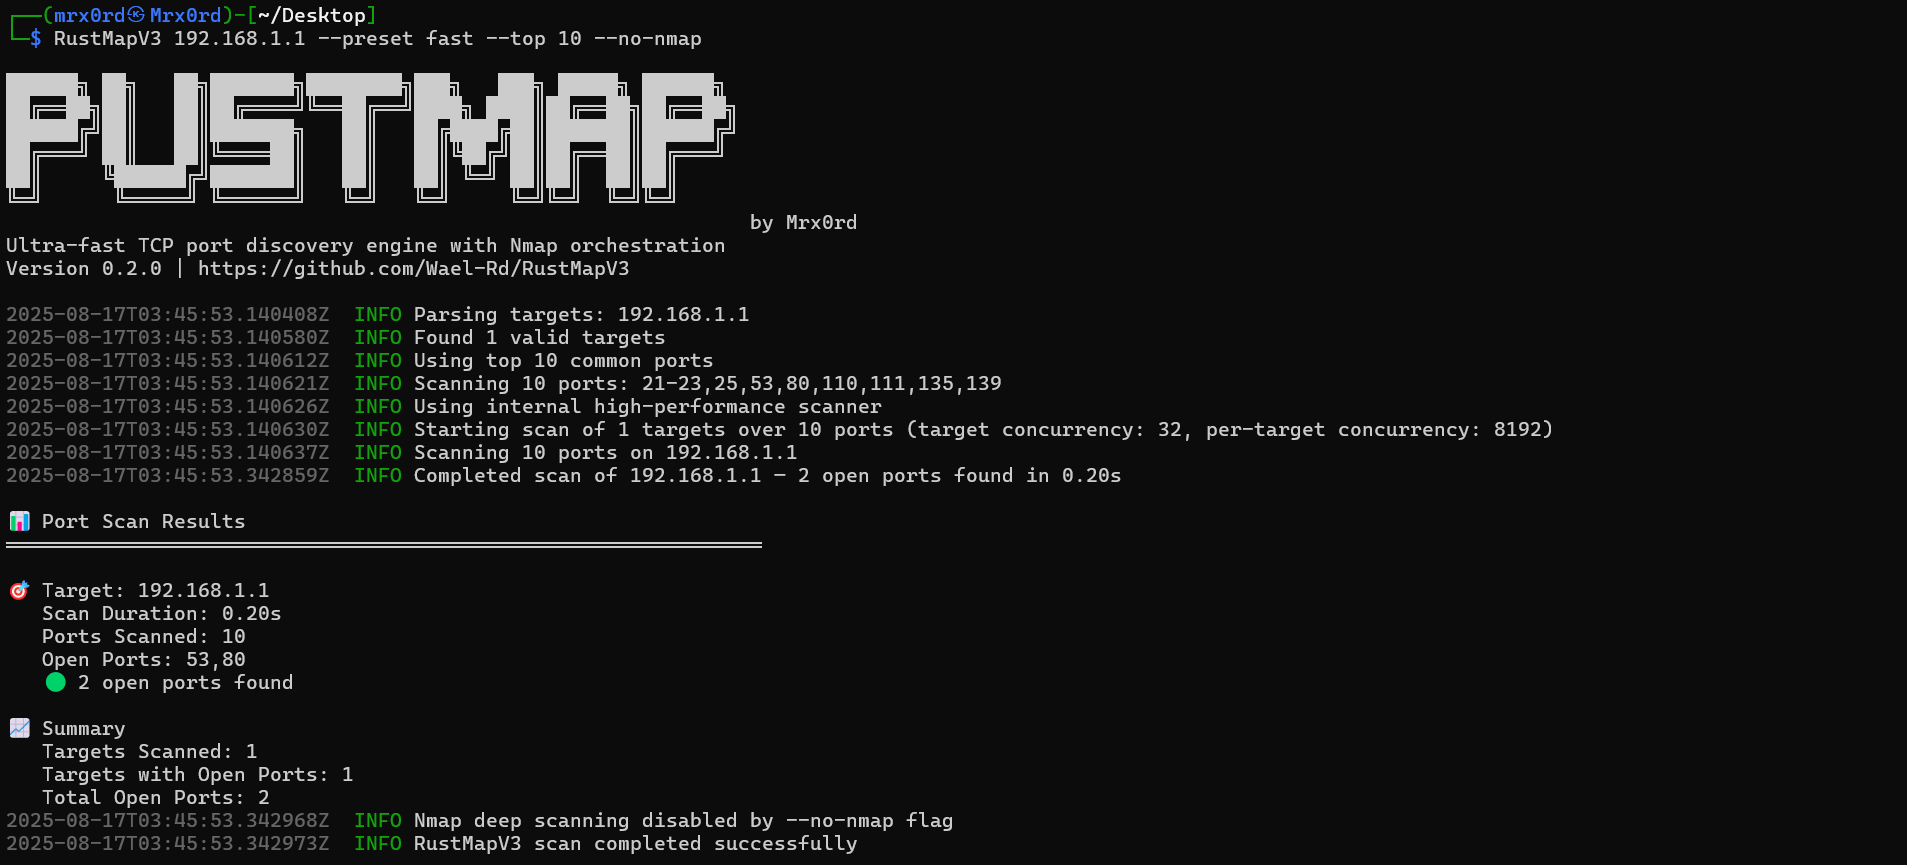 (mrx0rd㉿Mrx0rd)-[~/Desktop]
$ RustMapV3 192.168.1.1 --preset fast --top 10 --no-nmap
PUSTMAP
by Mrx0rd
Ultra-fast TCP port discovery engine with Nmap orchestration
Version 0.2.0 | https://github.com/Wael-Rd/RustMapV3
2025-08-17T03:45:53.140408Z  INFO Parsing targets: 192.168.1.1
2025-08-17T03:45:53.140580Z  INFO Found 1 valid targets
2025-08-17T03:45:53.140612Z  INFO Using top 10 common ports
2025-08-17T03:45:53.140621Z  INFO Scanning 10 ports: 21-23,25,53,80,110,111,135,139
2025-08-17T03:45:53.140626Z  INFO Using internal high-performance scanner
2025-08-17T03:45:53.140630Z  INFO Starting scan of 1 targets over 10 ports (target concurrency: 32, per-target concurrency: 8192)
2025-08-17T03:45:53.140637Z  INFO Scanning 10 ports on 192.168.1.1
2025-08-17T03:45:53.342859Z  INFO Completed scan of 192.168.1.1 — 2 open ports found in 0.20s
📊 Port Scan Results
🎯 Target: 192.168.1.1
Scan Duration: 0.20s
Ports Scanned: 10
Open Ports: 53,80
🟢 2 open ports found
📈 Summary
Targets Scanned: 1
Targets with Open Ports: 1
Total Open Ports: 2
2025-08-17T03:45:53.342968Z  INFO Nmap deep scanning disabled by --no-nmap flag
2025-08-17T03:45:53.342973Z  INFO RustMapV3 scan completed successfully